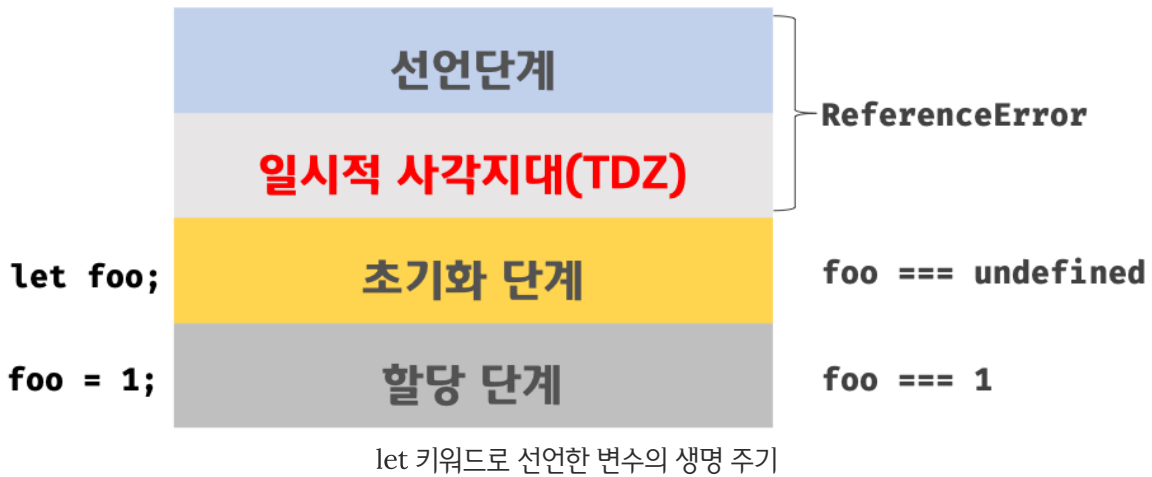 선언단계
ReferenceError
일시적 사각지대(TDZ)
let foo;
초기화 단계
foo === undefined
foo = 1;
할당 단계
foo === 1
let 키워드로 선언한 변수의 생명 주기